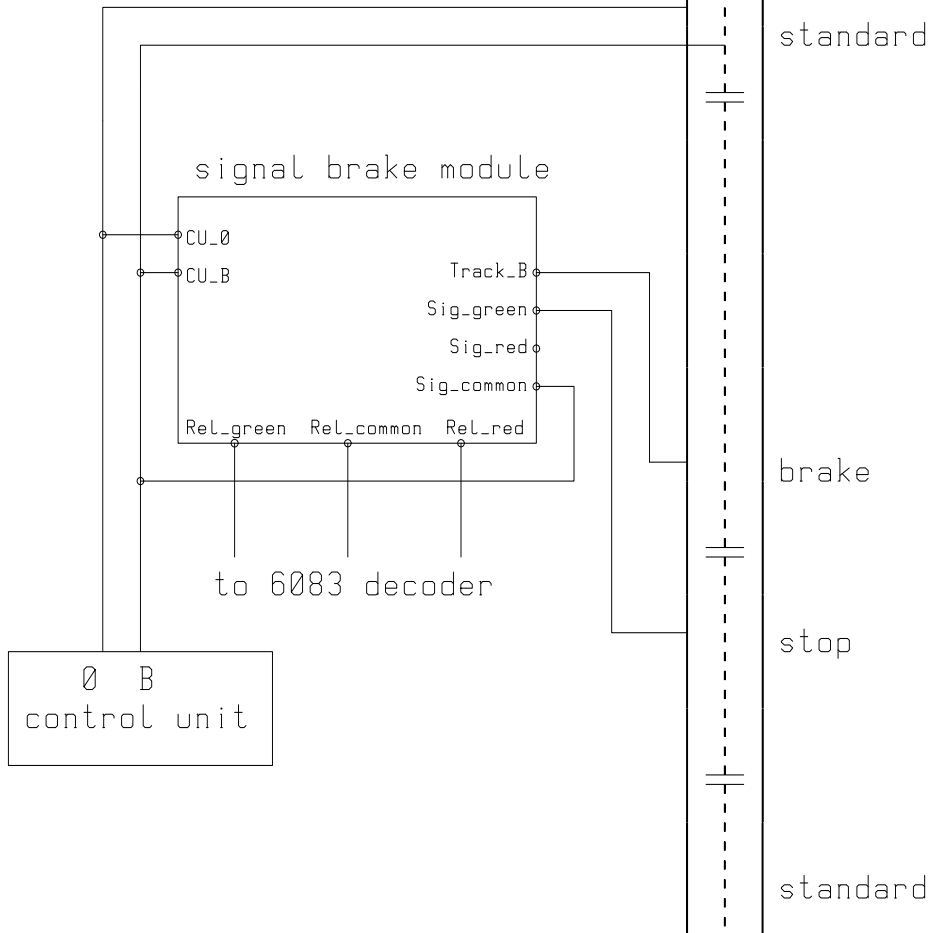 standard
signal brake module
CU_0
CU_B
Track_B
Sig_green
Sig_red
Sig_common
Rel_green Rel_common Rel_red
brake
to 6083 decoder
stop
0 B
control unit
standard